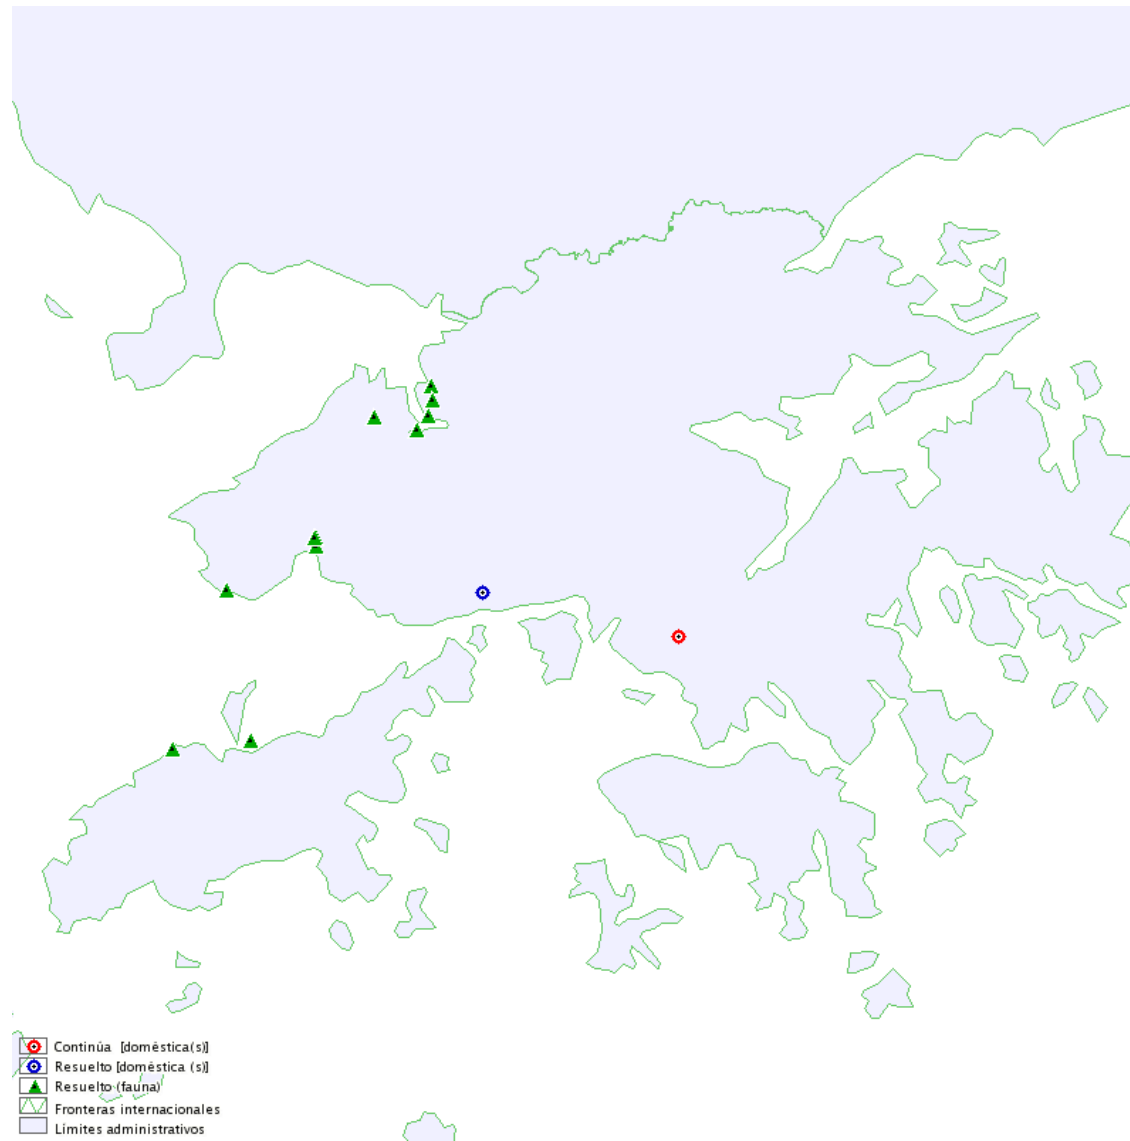 Continúa [doméstica(s)]
Resuelto [doméstica (s)]
Resuelto (fauna)
Fronteras internacionales
Límites administrativos